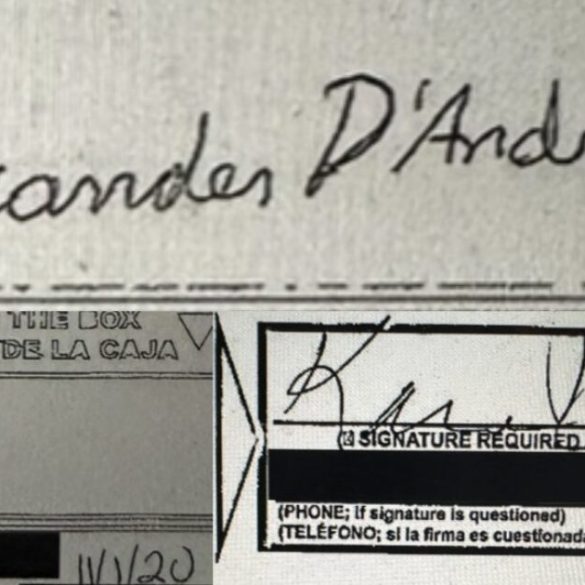 D'And
THE BOX
DE LA CAJA
SIGNATURE REQUIRED
(PHONE; if signature is questioned)
(TELÉFONO; si la firma es cuestionada
11/1/20